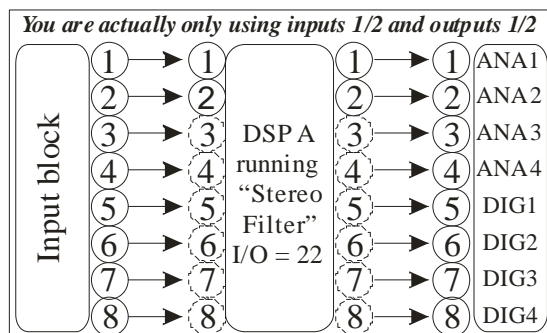 You are actually only using inputs 1/2 and outputs 1/2
Input block
1 1 1 1 ANA1
2 2 2 2 ANA2
3 3 3 3 ANA3
4 4 4 4 ANA4
5 5 5 5 DIG1
6 6 6 6 DIG2
7 7 7 7 DIG3
8 8 8 8 DIG4
DSP A
running
“Stereo
Filter”
I/O = 22